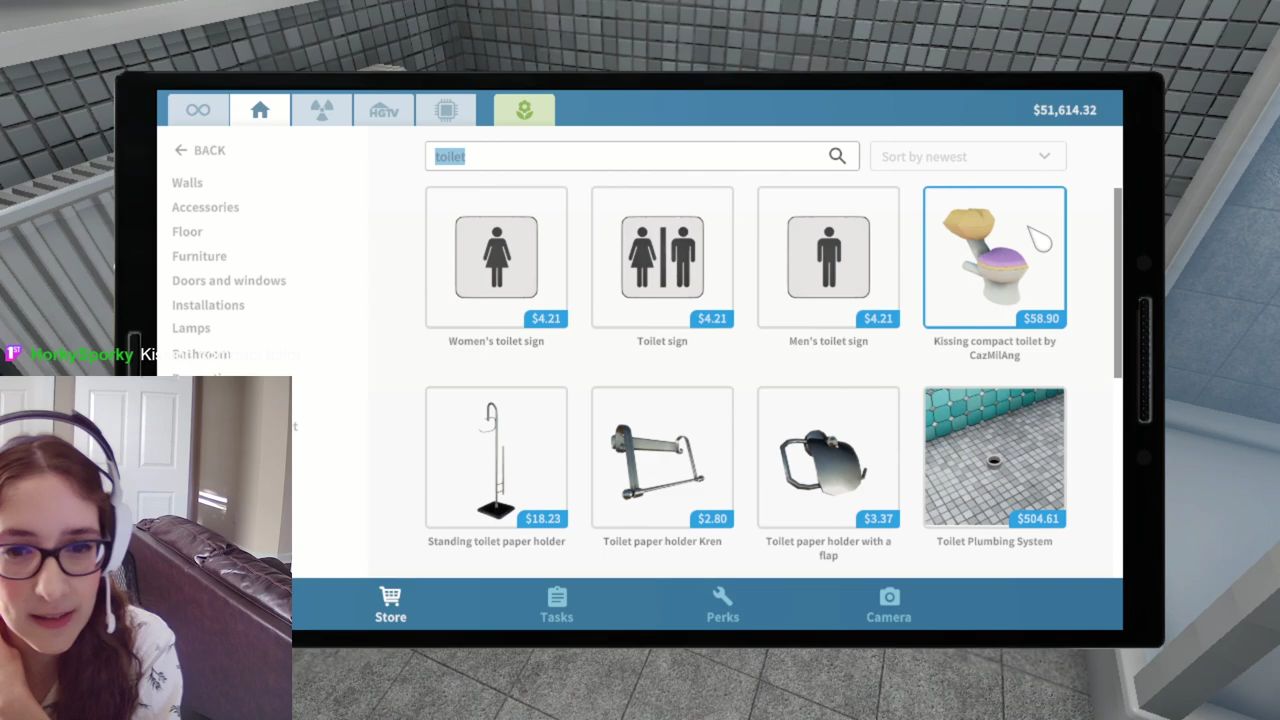 HGTV
$51,614.32
BACK
toilet
Sort by newest
Walls
Accessories
Floor
Furniture
Doors and windows
Installations
Lamps
Bathroom
$4.21
$4.21
$4.21
$58.90
Women's toilet sign
Toilet sign
Men's toilet sign
Kissing compact toilet by
CazMilAng
1ST HorkySporky
$18.23
$2.80
$3.37
$504.61
Standing toilet paper holder
Toilet paper holder Kren
Toilet paper holder with a
flap
Toilet Plumbing System
Store
Tasks
Perks
Camera